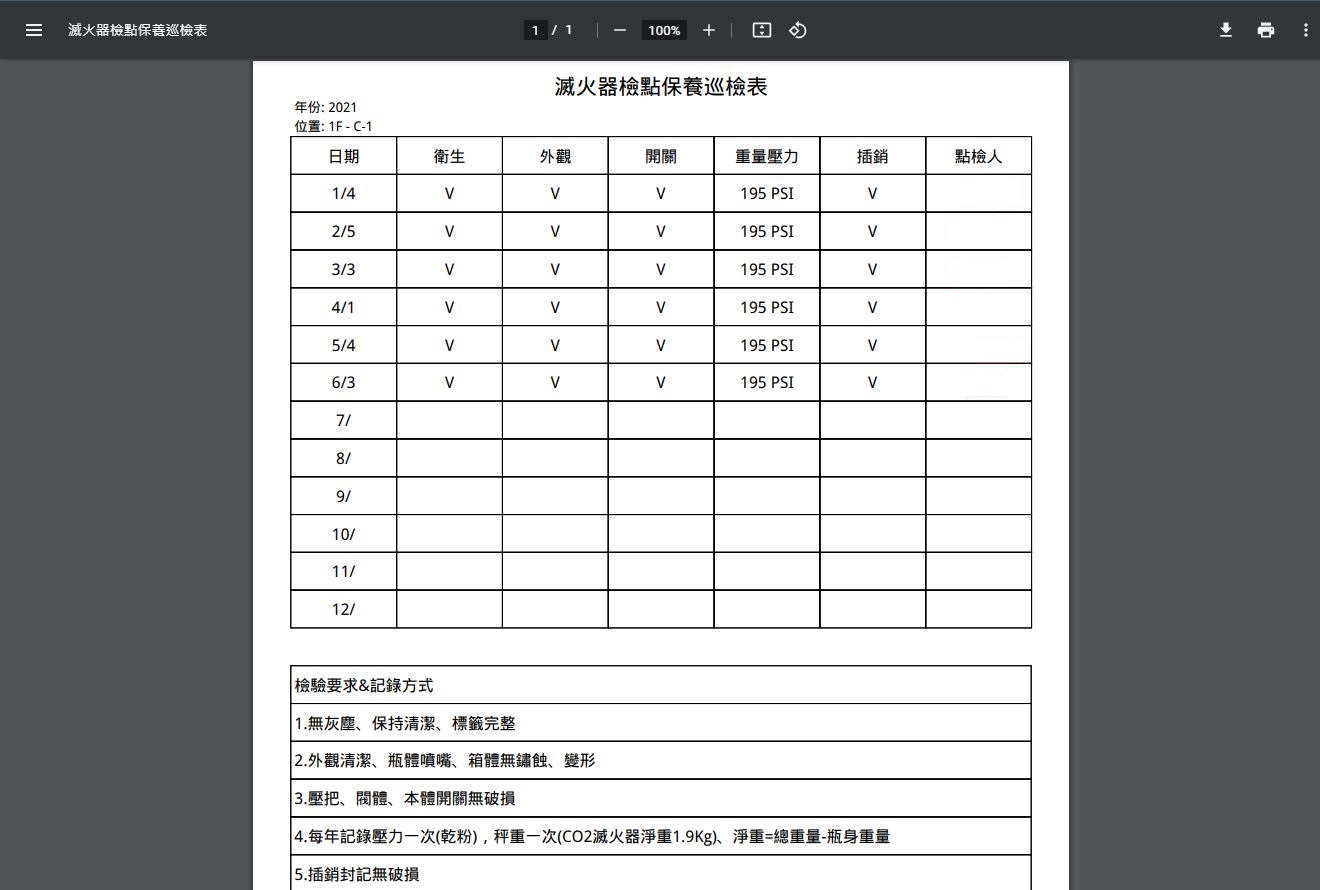 滅火器檢點保養巡檢表
1 / 1
100%
滅火器檢點保養巡檢表
年份: 2021
位置: 1F - C-1
日期 衛生 外觀 開關 重量壓力 插銷 點檢人
1/4 V V V 195 PSI V
2/5 V V V 195 PSI V
3/3 V V V 195 PSI V
4/1 V V V 195 PSI V
5/4 V V V 195 PSI V
6/3 V V V 195 PSI V
7/
8/
9/
10/
11/
12/
檢驗要求&記錄方式
1.無灰塵、保持清潔、標籤完整
2.外觀清潔、瓶體噴嘴、箱體無鏽蝕、變形
3.壓把、閥體、本體開關無破損
4.每年記錄壓力一次(乾粉)，秤重一次(CO2滅火器淨重1.9Kg)、淨重=總重量-瓶身重量
5.插銷封記無破損